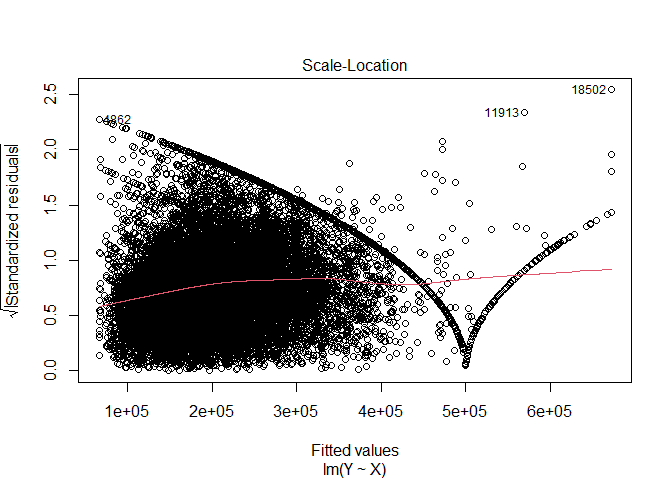 Scale-Location
√|Standardized residuals|
2.5
2.0
1.5
1.0
0.5
0.0
18502
11913
4862
1e+05 2e+05 3e+05 4e+05 5e+05 6e+05
Fitted values
lm(Y ~ X)